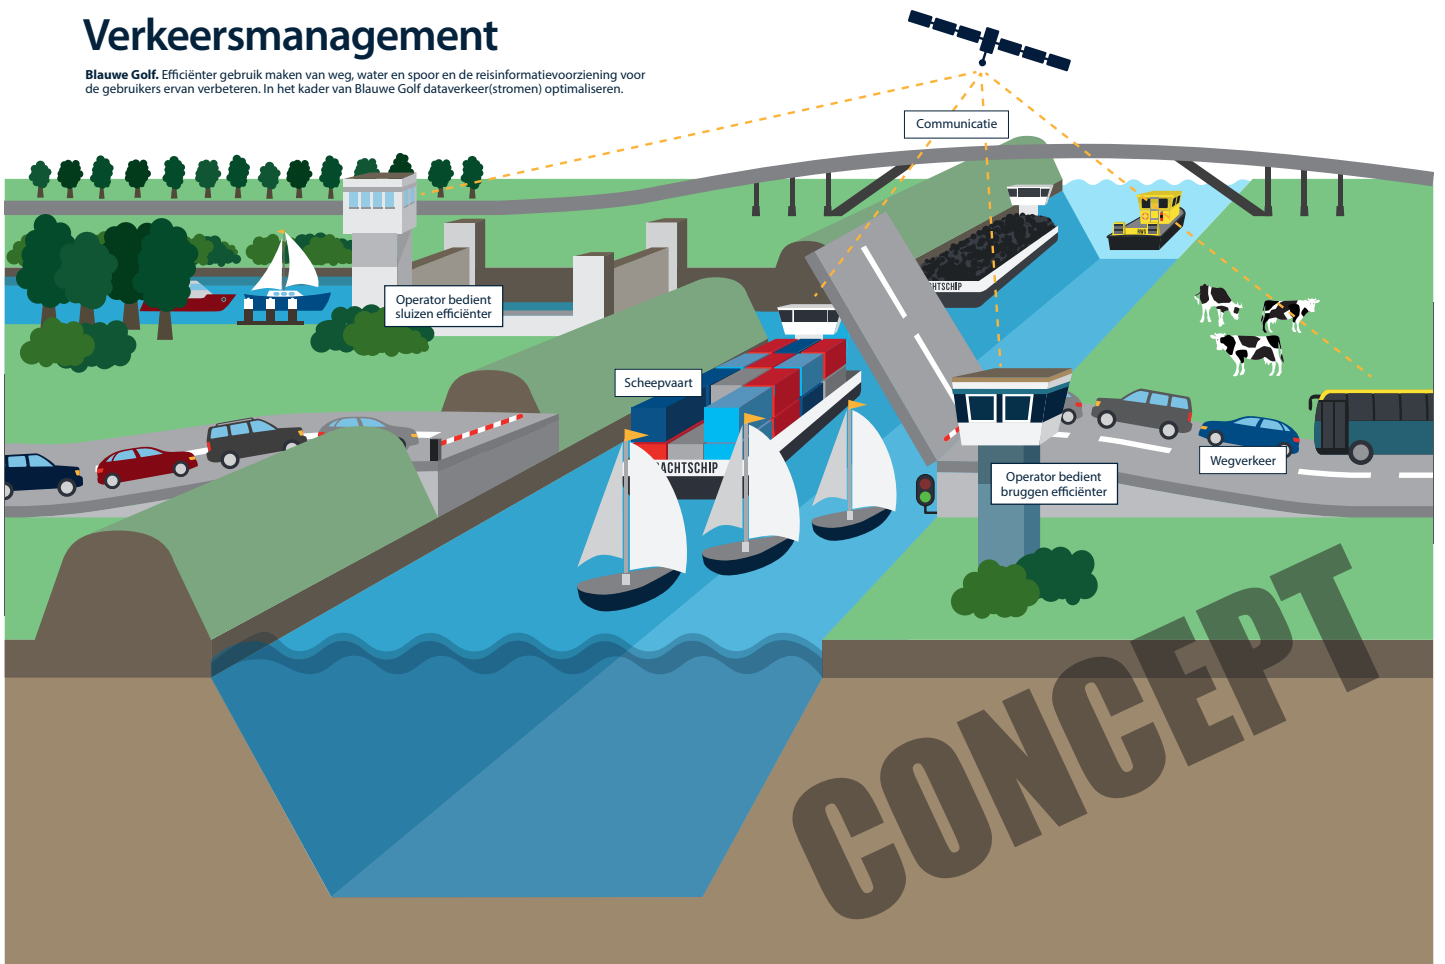 Verkeersmanagement
Blauwe Golf. Efficiënter gebruik maken van weg, water en spoor en de reisinformatievoorziening voor
de gebruikers ervan verbeteren. In het kader van Blauwe Golf dataverkeer(stromen) optimaliseren.
Communicatie
RWS
CHTSCHIP
Operator bedient
sluizen efficiënter
Scheepvaart
ACHTSCHIP
Wegverkeer
Operator bedient
bruggen efficiënter
CONCEPT